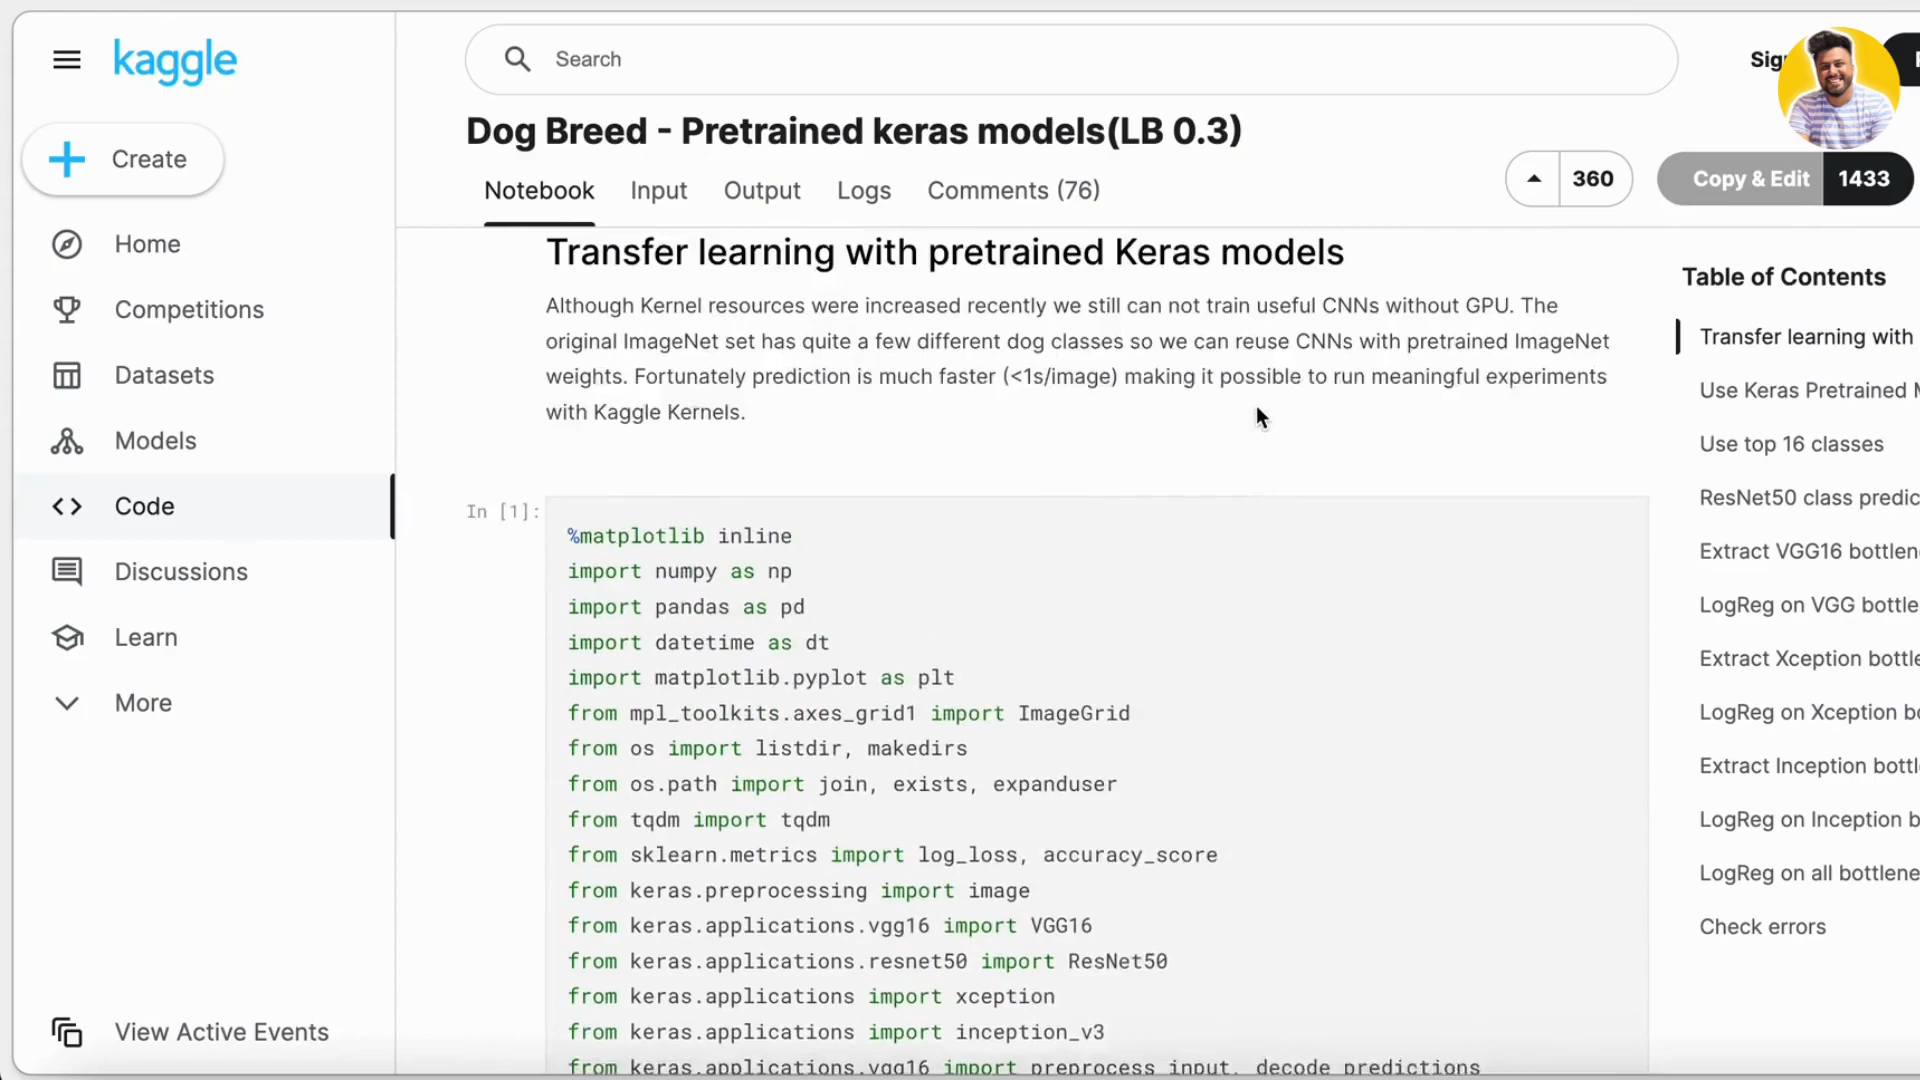 kaggle
Search
Dog Breed - Pretrained keras models(LB 0.3)
Create
Notebook
Input
Output
Logs
Comments (76)
360
Copy & Edit
1433
Home
Competitions
Datasets
Models
Code
Discussions
Learn
More
View Active Events
Transfer learning with pretrained Keras models
Although Kernel resources were increased recently we still can not train useful CNNs without GPU. The
original ImageNet set has quite a few different dog classes so we can reuse CNNs with pretrained ImageNet
weights. Fortunately prediction is much faster (<1s/image) making it possible to run meaningful experiments
with Kaggle Kernels.
In [1]:
%matplotlib inline
import numpy as np
import pandas as pd
import datetime as dt
import matplotlib.pyplot as plt
from mpl_toolkits.axes_grid1 import ImageGrid
from os import listdir, makedirs
from os.path import join, exists, expanduser
from tqdm import tqdm
from sklearn.metrics import log_loss, accuracy_score
from keras.preprocessing import image
from keras.applications.vgg16 import VGG16
from keras.applications.resnet50 import ResNet50
from keras.applications import xception
from keras.applications import inception_v3
from keras.applications.vgg16 import preprocess_input, decode_predictions
Table of Contents
Transfer learning with
Use Keras Pretrained
Use top 16 classes
ResNet50 class
Extract VGG16
LogReg on VGG
Extract Xception
LogReg on Xception
Extract Inception
LogReg on Inception
LogReg on all
Check errors